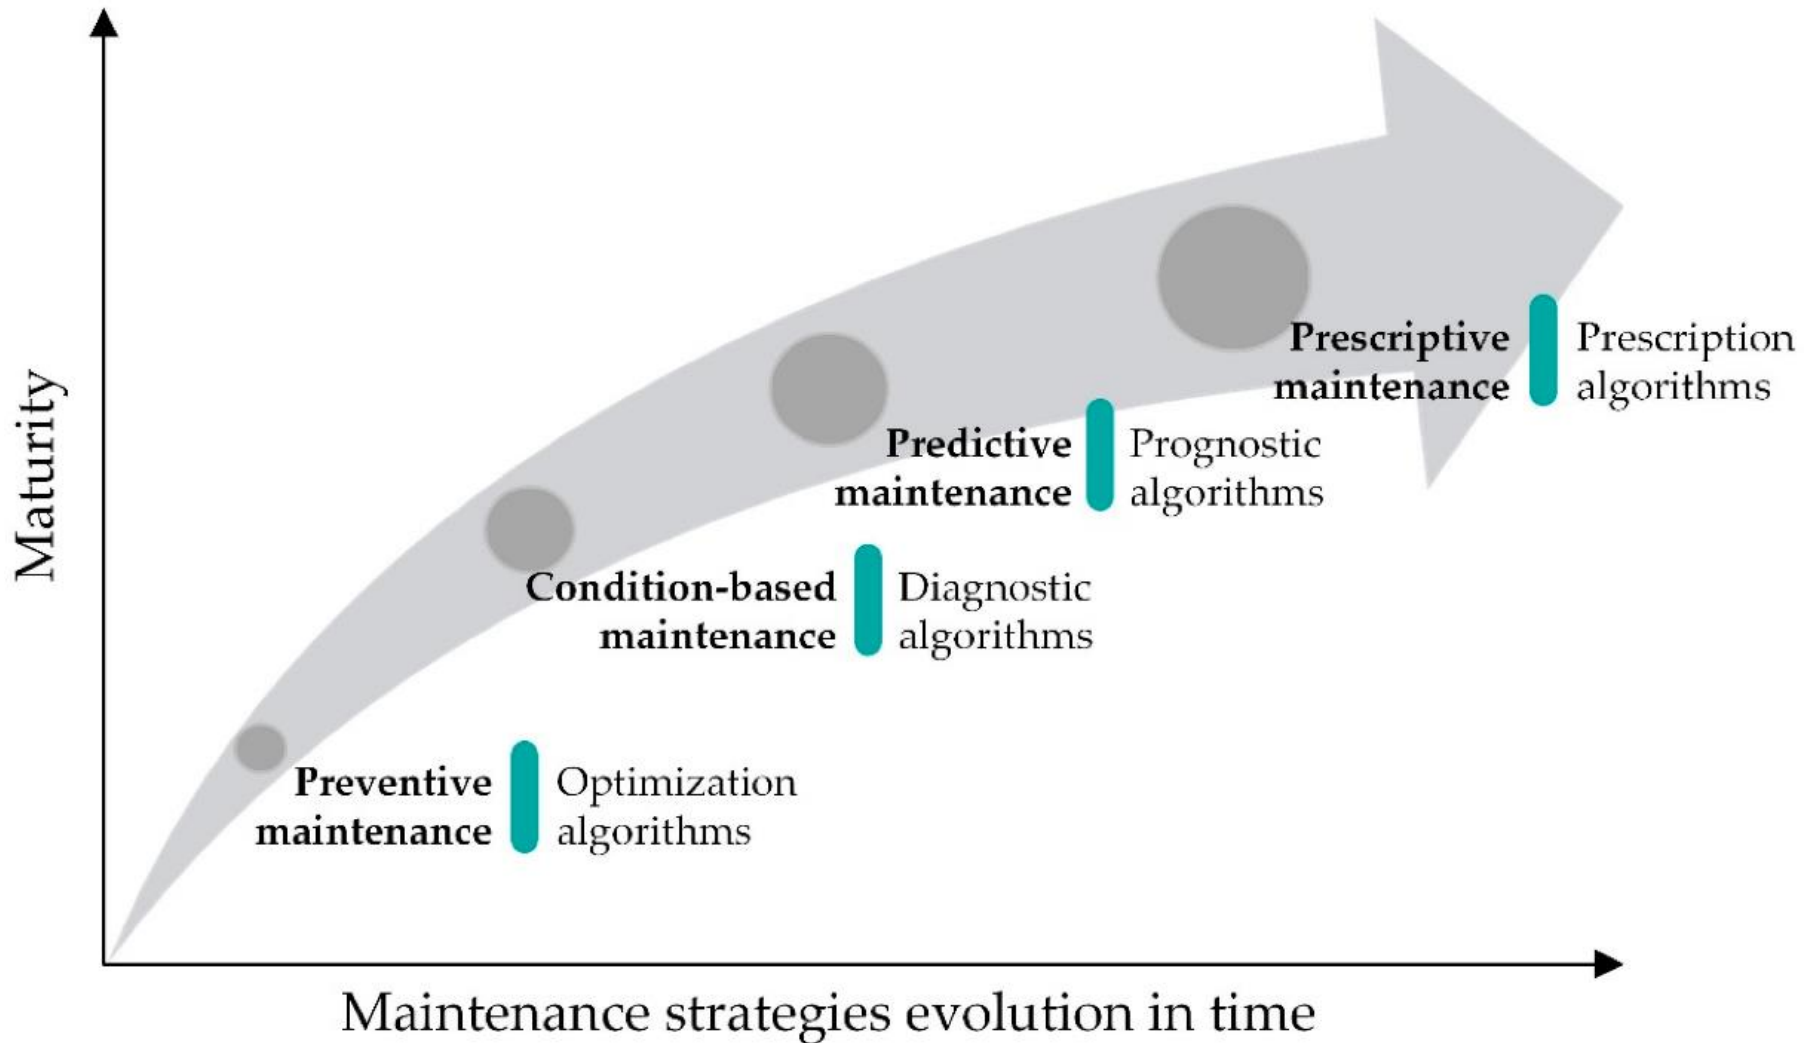 Maturity
Prescriptive
maintenance
Prescription
algorithms
Predictive
maintenance
Prognostic
algorithms
Condition-based
maintenance
Diagnostic
algorithms
Preventive
maintenance
Optimization
algorithms
Maintenance strategies evolution in time